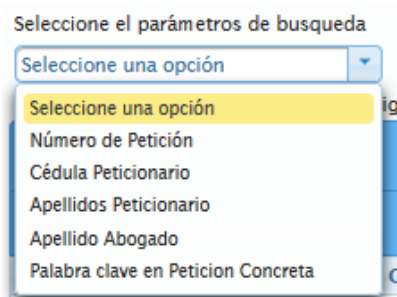 Seleccione el parámetros de busqueda
Seleccione una opción
Seleccione una opción
Número de Petición
Cédula Peticionario
Apellidos Peticionario
Apellido Abogado
Palabra clave en Peticion Concreta